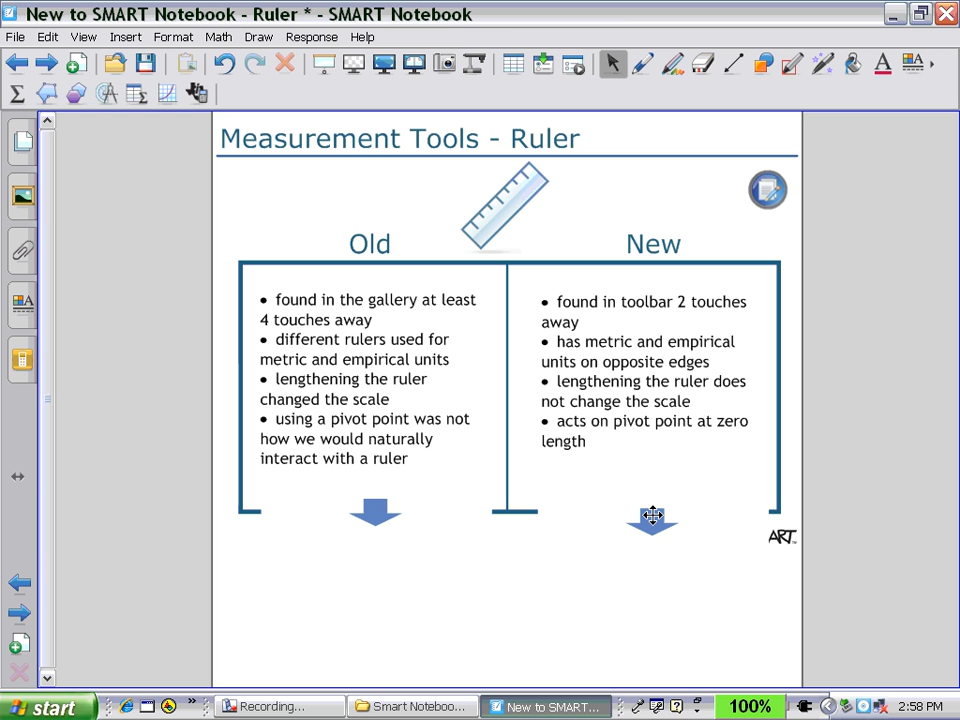 New to SMART Notebook - Ruler * - SMART Notebook
File Edit View Insert Format Math Draw Response Help
Measurement Tools - Ruler
Old
• found in the gallery at least
4 touches away
• different rulers used for
metric and empirical units
• lengthening the ruler
changed the scale
• using a pivot point was not
how we would naturally
interact with a ruler
New
• found in toolbar 2 touches
away
• has metric and empirical
units on opposite edges
• lengthening the ruler does
not change the scale
• acts on pivot point at zero
length
ART™
start Recording... Smart Noteboo... New to SMART... 100% 2:58 PM